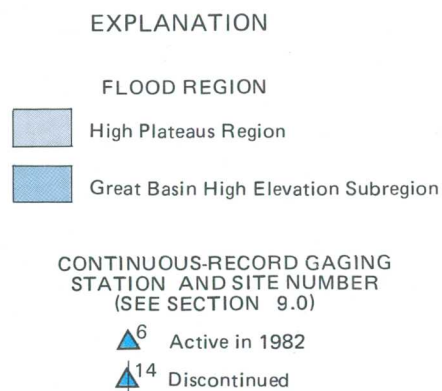 EXPLANATION
FLOOD REGION
High Plateaus Region
Great Basin High Elevation Subregion
CONTINUOUS-RECORD GAGING
STATION AND SITE NUMBER
(SEE SECTION 9.0)
6 Active in 1982
14 Discontinued